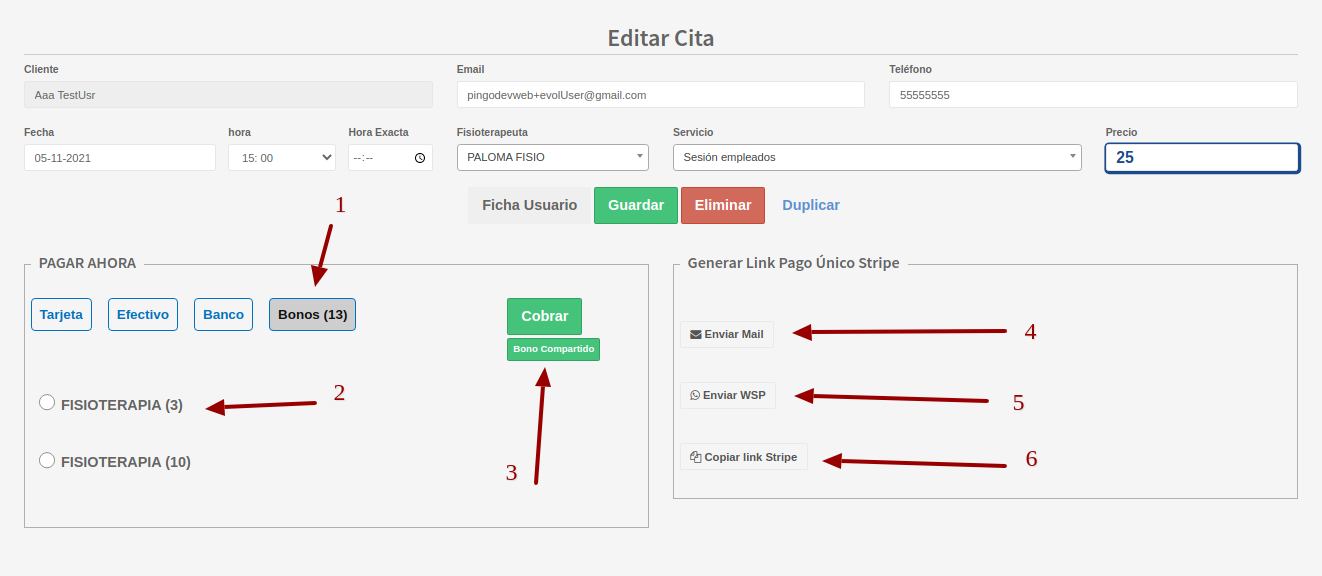 Editar Cita
Cliente
Email
Teléfono
Aaa TestUsr
pingodevweb+evolUser@gmail.com
55555555
Fecha
hora
Hora Exacta
Fisioterapeuta
Servicio
Precio
05-11-2021
15: 00
--:--
PALOMA FISIO
Sesión empleados
25
Ficha Usuario
Guardar
Eliminar
Duplicar
1
PAGAR AHORA
Tarjeta
Efectivo
Banco
Bonos (13)
Cobrar
Bono Compartido
2
FISIOTERAPIA (3)
FISIOTERAPIA (10)
3
Generar Link Pago Único Stripe
Enviar Mail
4
Enviar WSP
5
Copiar link Stripe
6